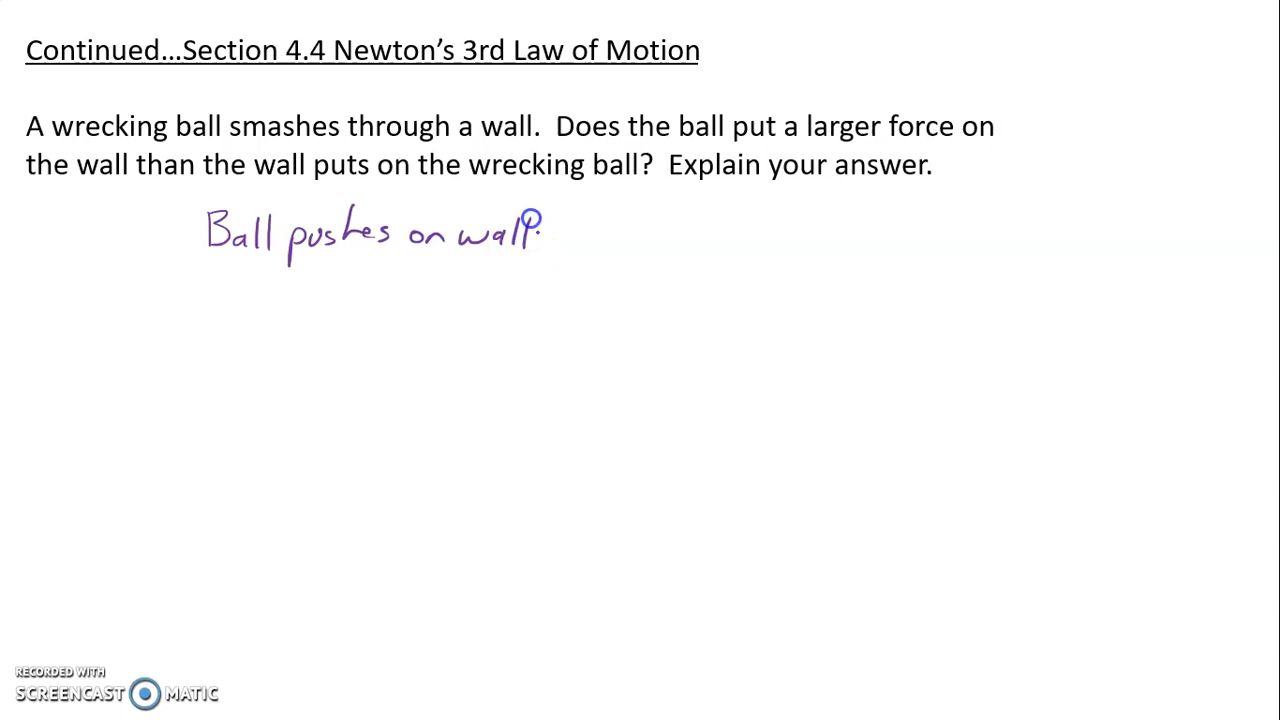 Continued…Section 4.4 Newton’s 3rd Law of Motion
A wrecking ball smashes through a wall.  Does the ball put a larger force on
the wall than the wall puts on the wrecking ball?  Explain your answer.
Ball pushes on wall
RECORDED WITH
SCREENCAST MATIC